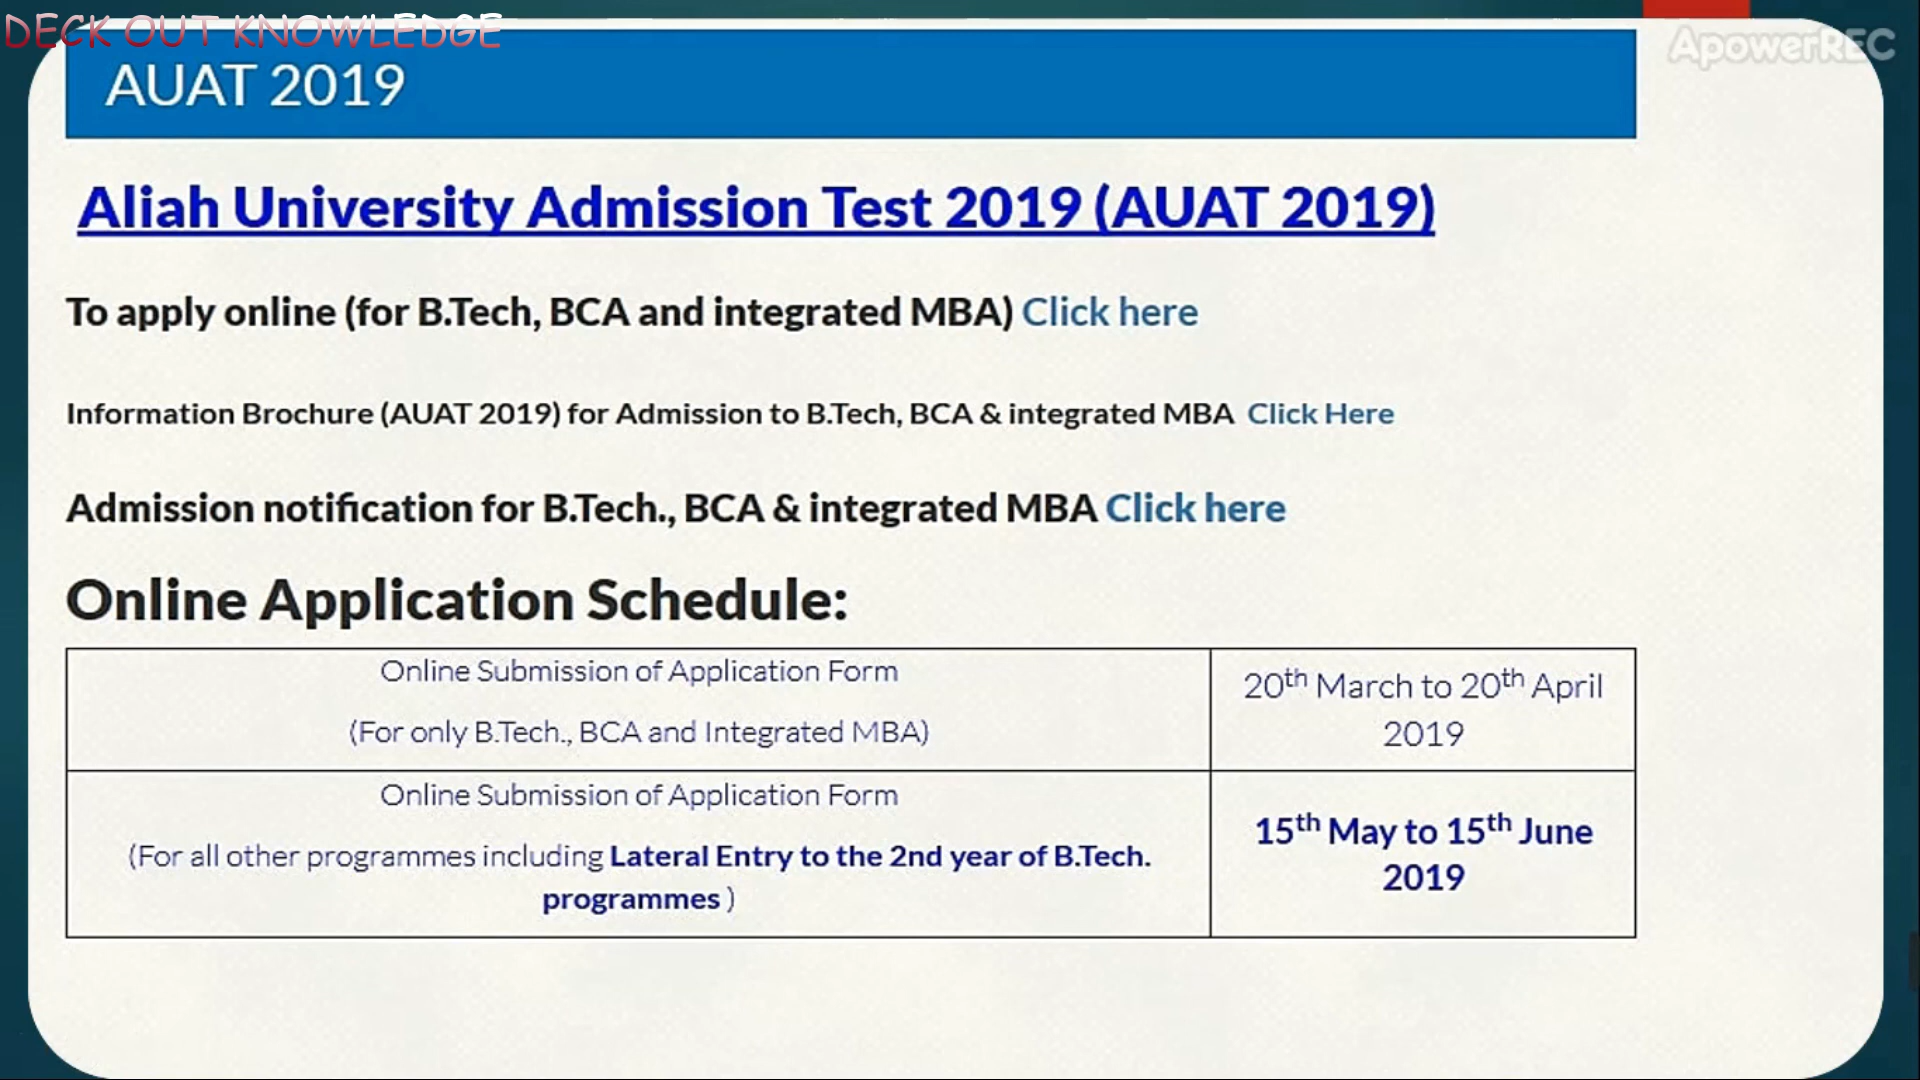 DECK OUT KNOWLEDGE
ApowerREC
AUAT 2019
Aliah University Admission Test 2019 (AUAT 2019)
To apply online (for B.Tech, BCA and integrated MBA) Click here
Information Brochure (AUAT 2019) for Admission to B.Tech, BCA & integrated MBA Click Here
Admission notification for B.Tech., BCA & integrated MBA Click here
Online Application Schedule:
Online Submission of Application Form
(For only B.Tech., BCA and Integrated MBA)
20th March to 20th April
2019
Online Submission of Application Form
(For all other programmes including Lateral Entry to the 2nd year of B.Tech.
programmes )
15th May to 15th June
2019